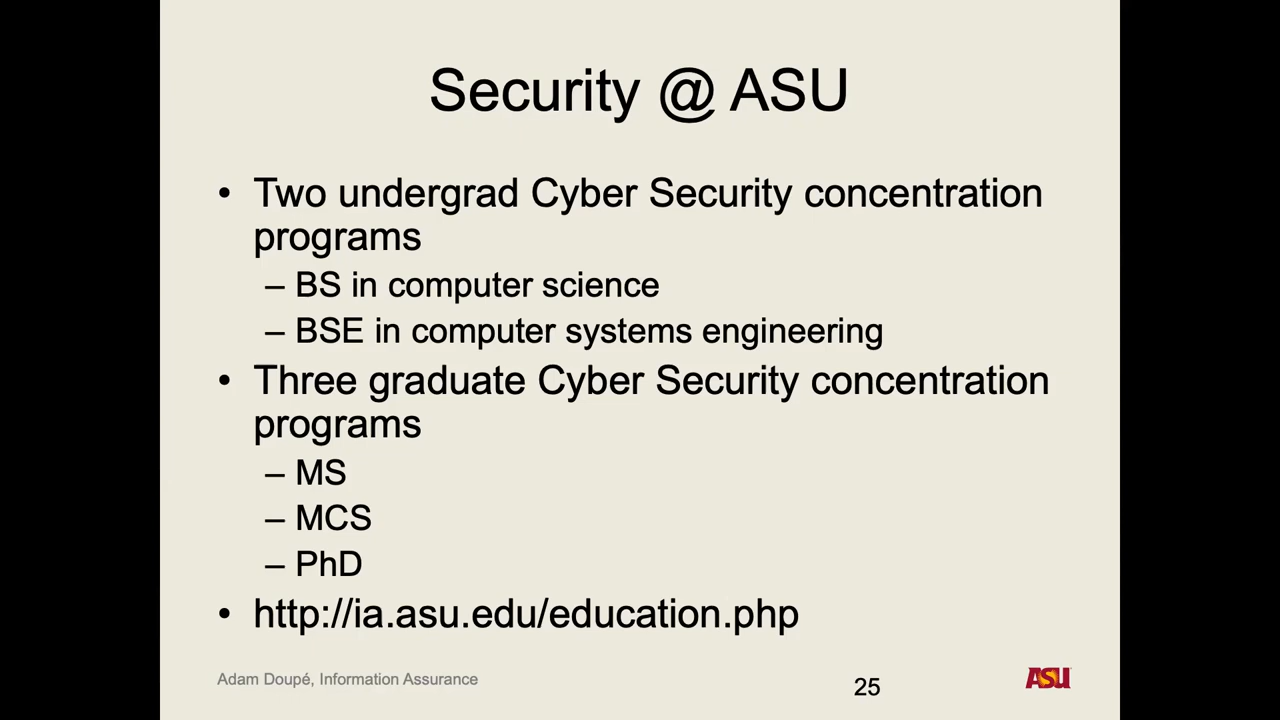 Security @ ASU
• Two undergrad Cyber Security concentration
programs
– BS in computer science
– BSE in computer systems engineering
• Three graduate Cyber Security concentration
programs
– MS
– MCS
– PhD
• http://ia.asu.edu/education.php
Adam Doupé, Information Assurance
25
ASU